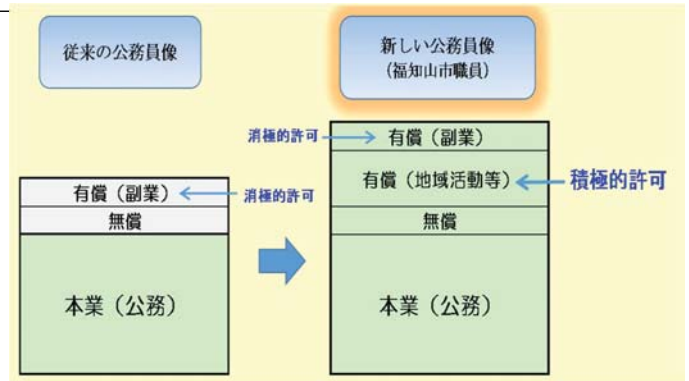 従来の公務員像
新しい公務員像
(福知山市職員)
消極的許可
有償（副業）
有償（地域活動等）
積極的許可
無償
本業（公務）
有償（副業）
消極的許可
無償
本業（公務）